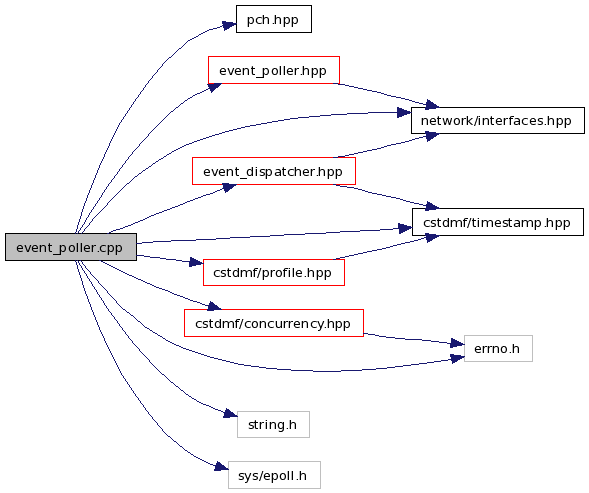 pch.hpp
event_poller.hpp
network/interfaces.hpp
event_dispatcher.hpp
cstdmf/timestamp.hpp
event_poller.cpp
cstdmf/profile.hpp
cstdmf/concurrency.hpp
errno.h
string.h
sys/epoll.h